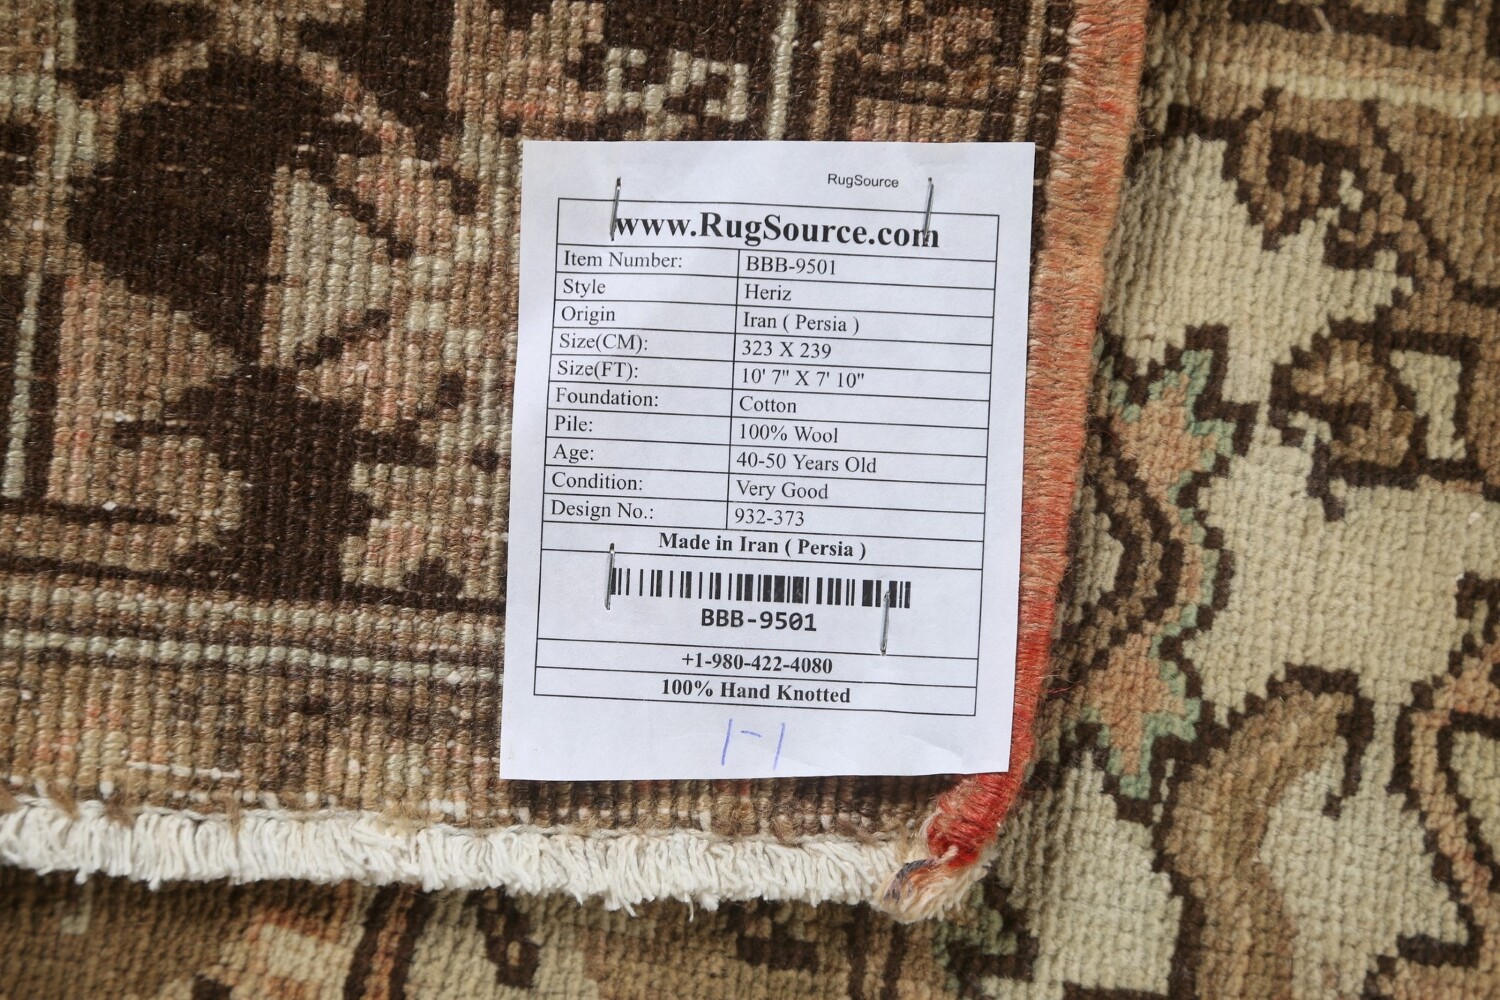 RugSource
www.RugSource.com
Item Number: BBB-9501
Style Heriz
Origin Iran ( Persia )
Size(CM): 323 X 239
Size(FT): 10' 7" X 7' 10"
Foundation: Cotton
Pile: 100% Wool
Age: 40-50 Years Old
Condition: Very Good
Design No.: 932-373
Made in Iran ( Persia )
BBB-9501
+1-980-422-4080
100% Hand Knotted
1-1